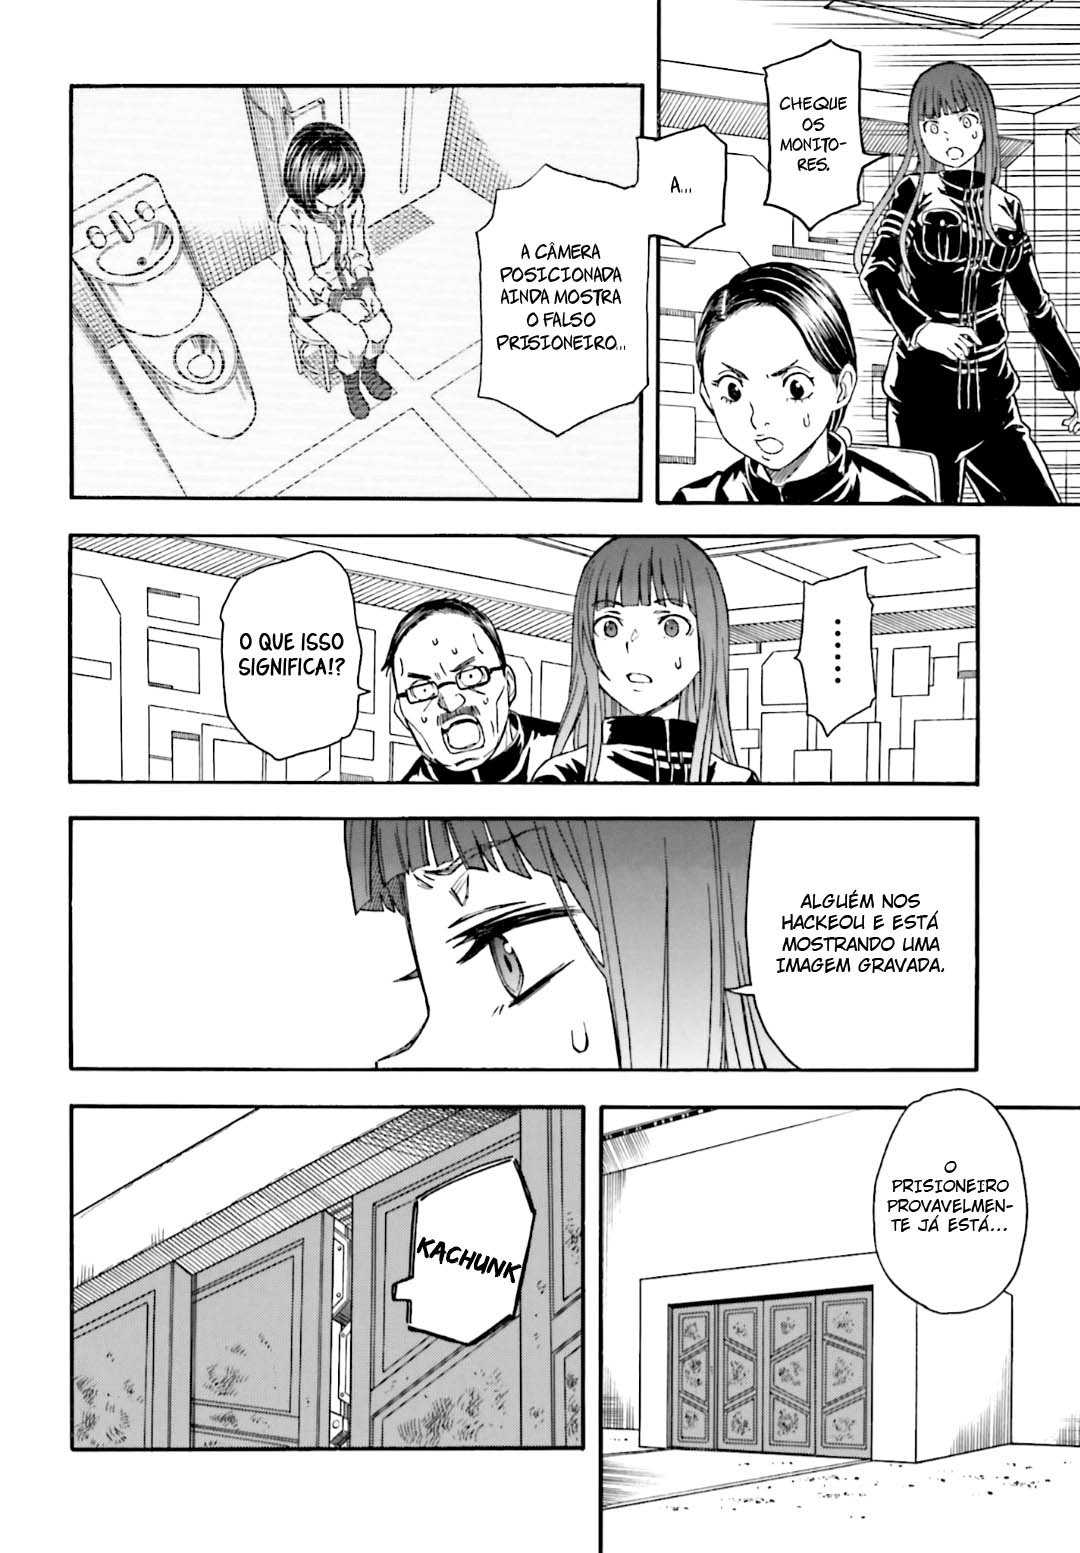 CHEQUE
OS
MONITO-
RES.
A...
A CÂMERA
POSICIONADA
AINDA MOSTRA
O FALSO
PRISIONEIRO...
......
O QUE ISSO
SIGNIFICA!?
ALGUÉM NOS
HACKEOU E ESTÁ
MOSTRANDO UMA
IMAGEM GRAVADA.
O
PRISIONEIRO
PROVAVELMEN-
TE JÁ ESTÁ...
KACHUNK